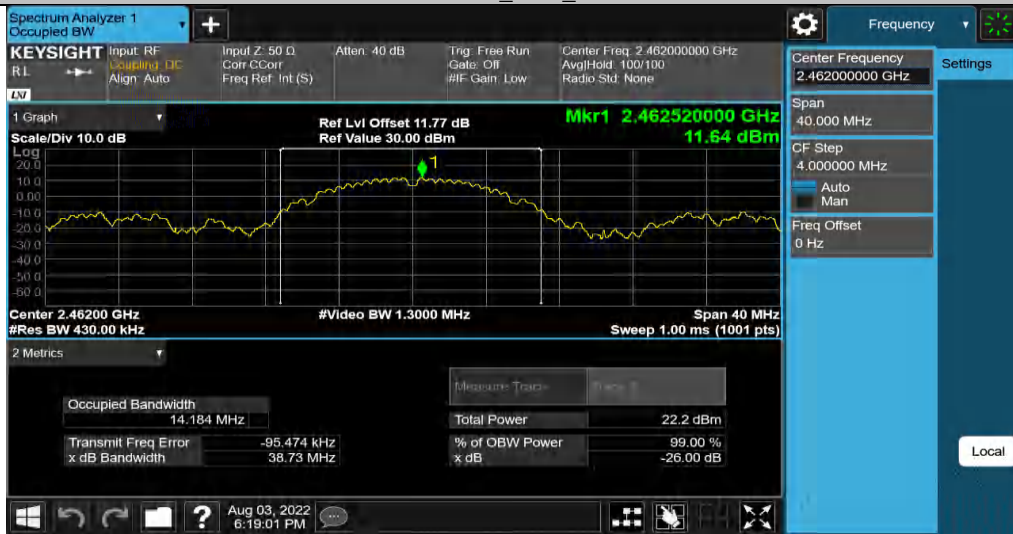 Spectrum Analyzer 1
Occupied BW
Frequency
KEYSIGHT
RL
LXI
Input: RF
Coupling: DC
Align: Auto
Input Z: 50 Ω
Corr CCorr
Freq Ref: Int (S)
Atten: 40 dB
Trig: Free Run
Gate: Off
#IF Gain: Low
Center Freq: 2.462000000 GHz
Avg|Hold: 100/100
Radio Std: None
Center Frequency
2.462000000 GHz
Settings
Span
40.000 MHz
CF Step
4.000000 MHz
Auto
Man
Freq Offset
0 Hz
Local
1 Graph
Scale/Div 10.0 dB
Ref Lvl Offset 11.77 dB
Ref Value 30.00 dBm
Mkr1 2.462520000 GHz
11.64 dBm
Log
20.0
10.0
0.00
-10.0
-20.0
-30.0
-40.0
-50.0
-60.0
1
Center 2.46200 GHz
#Video BW 1.3000 MHz
Span 40 MHz
#Res BW 430.00 kHz
Sweep 1.00 ms (1001 pts)
2 Metrics
Measure Trace
Trace 1
Occupied Bandwidth
14.184 MHz
Total Power
22.2 dBm
Transmit Freq Error
-95.474 kHz
% of OBW Power
99.00 %
x dB Bandwidth
38.73 MHz
x dB
-26.00 dB
?
Aug 03, 2022
6:19:01 PM